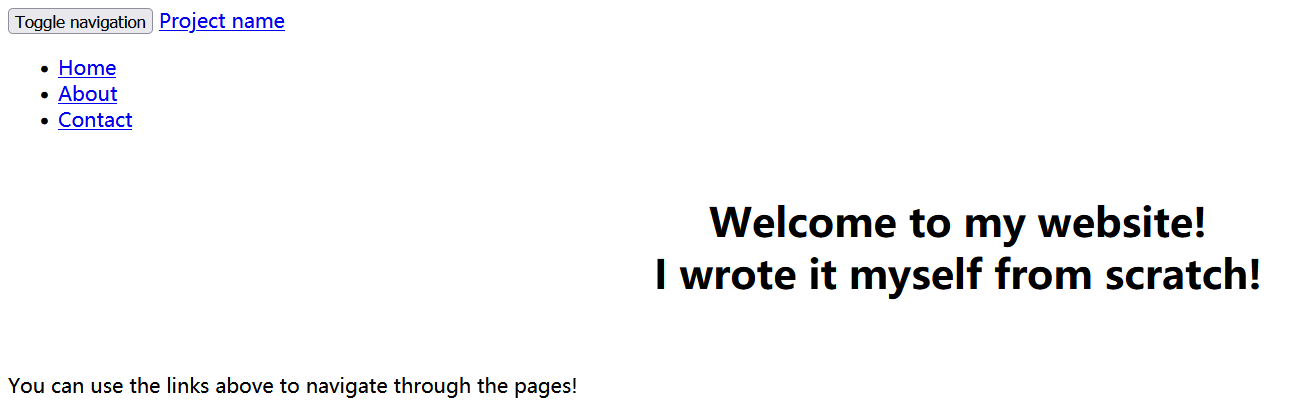 Toggle navigation Project name
Home
About
Contact
Welcome to my website!
I wrote it myself from scratch!
You can use the links above to navigate through the pages!